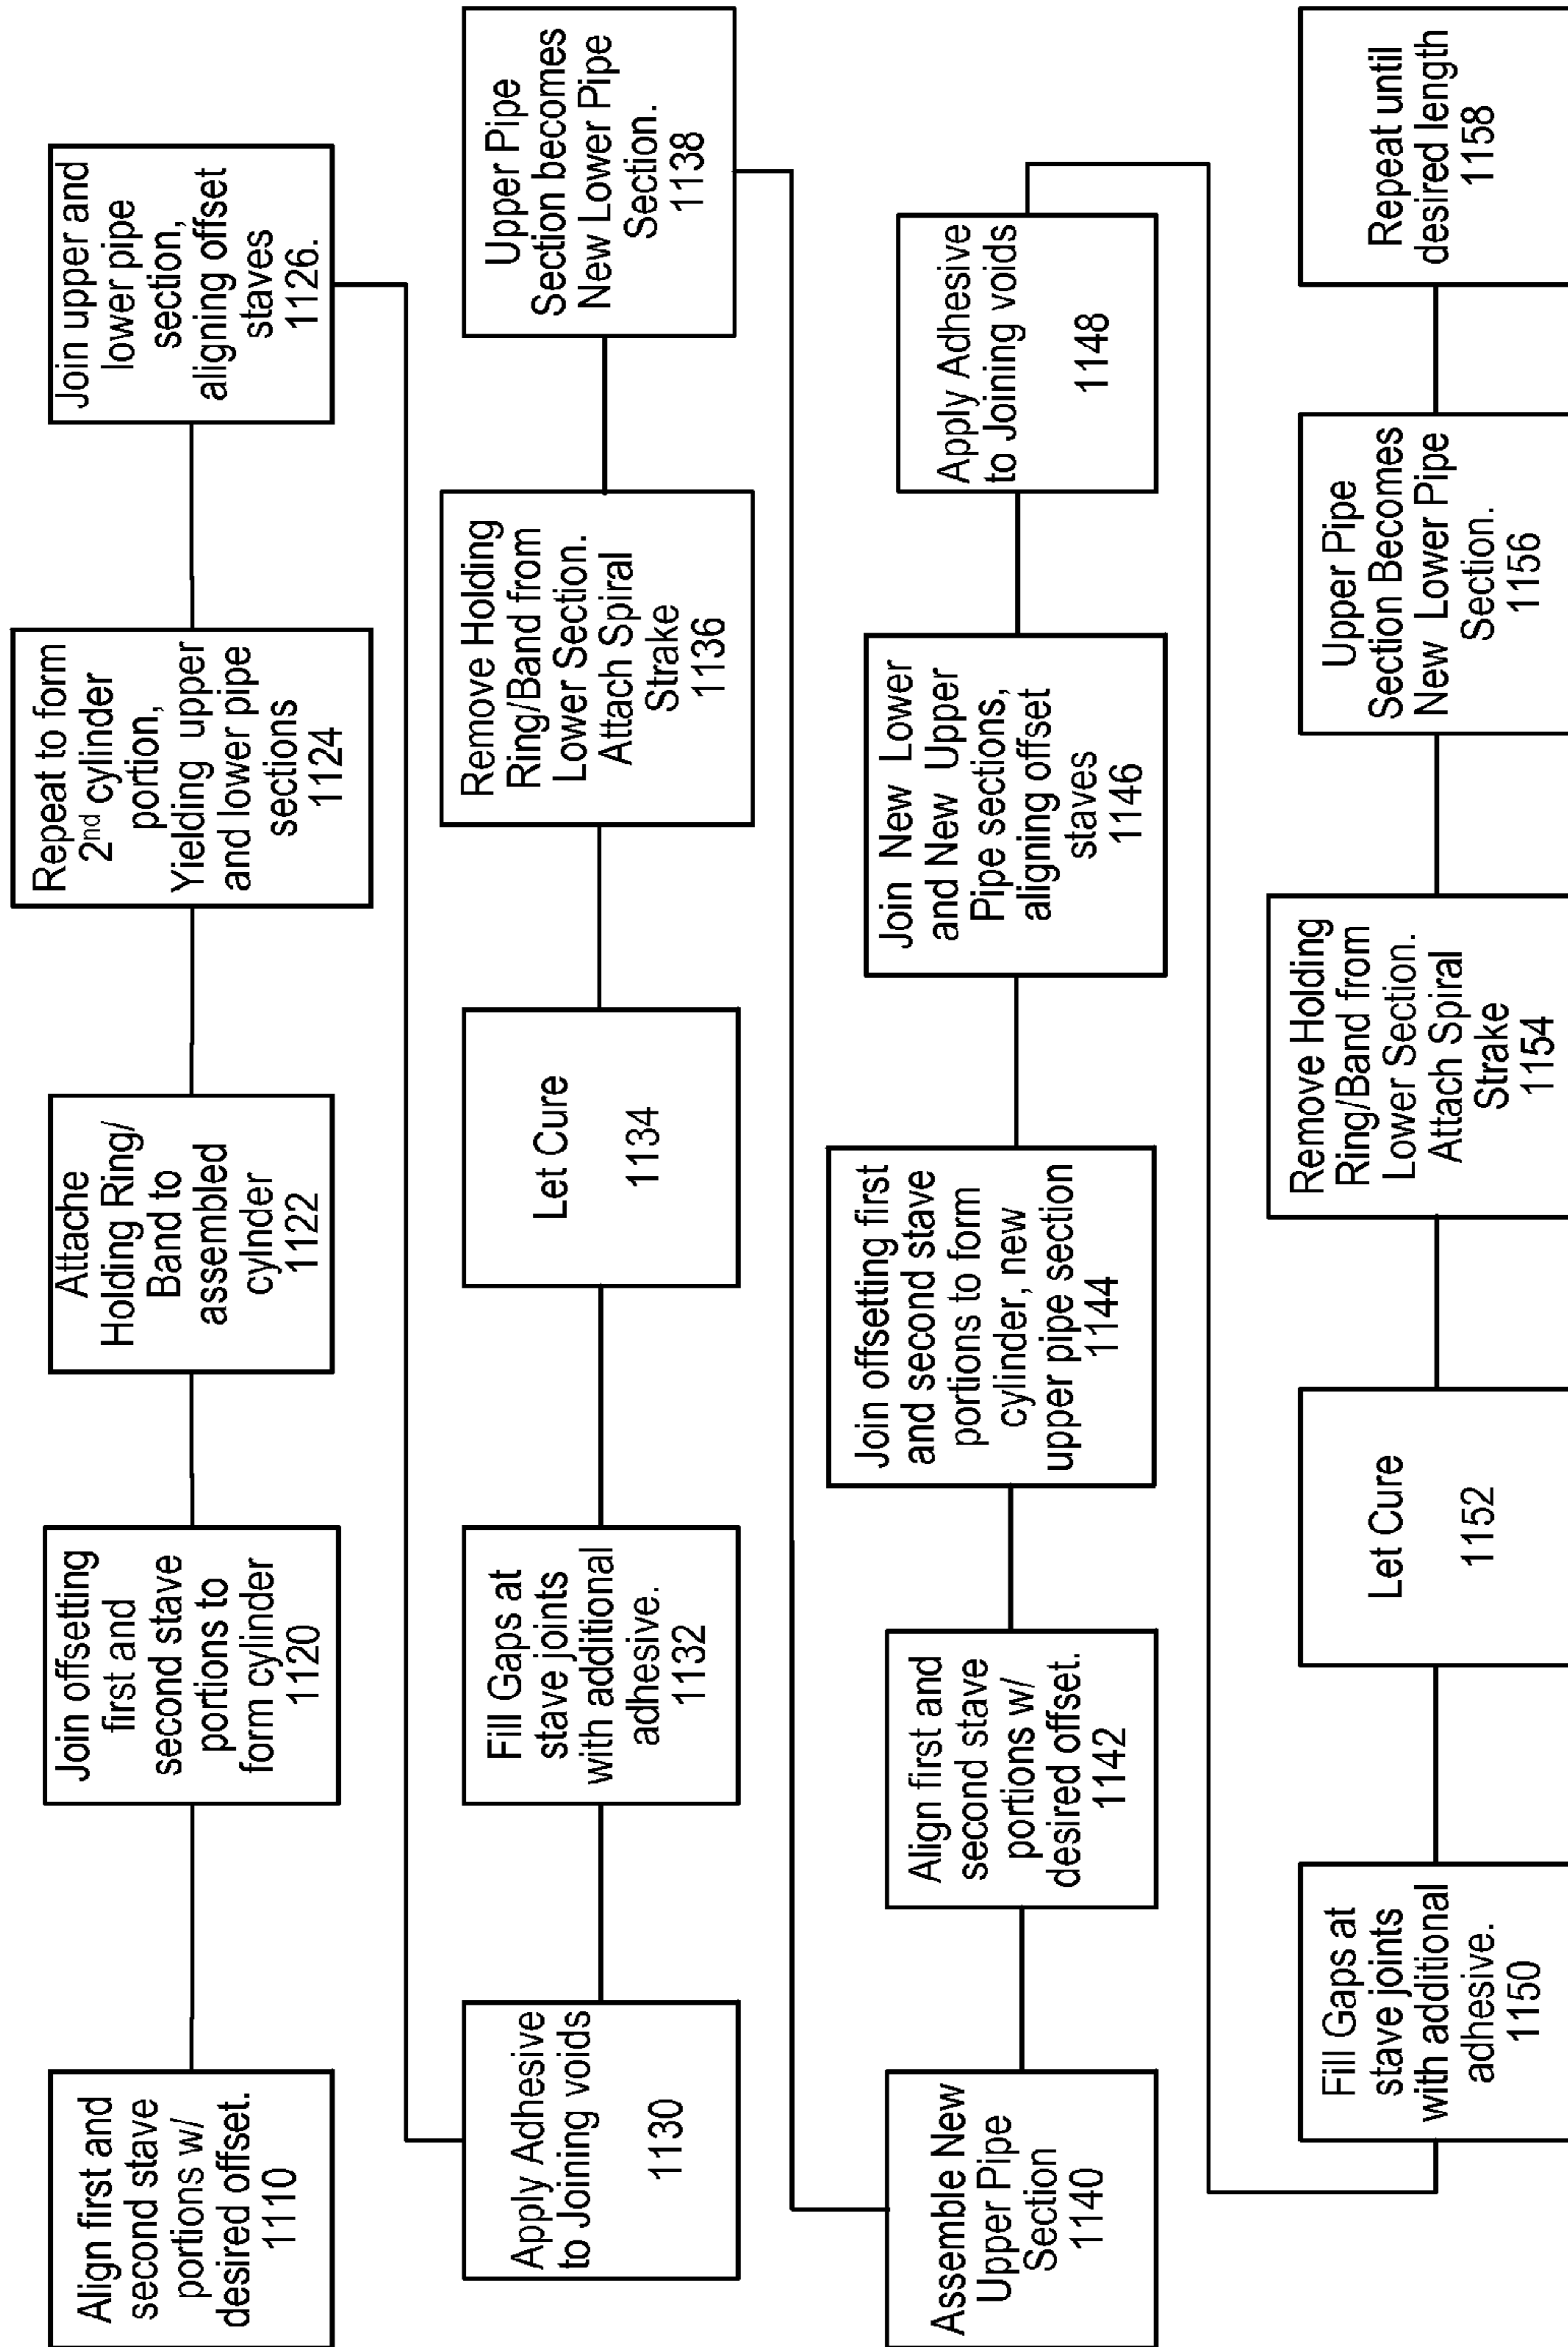 Align first and
second stave
portions w/
desired offset.
1110
Join offsetting
first and
second stave
portions to
form cylinder
1120
Attache
Holding Ring/
Band to
assembled
cylnder
1122
Repeat to form
2nd cylinder
portion,
Yielding upper
and lower pipe
sections
1124
Join upper and
lower pipe
section,
aligning offset
staves
1126.
Apply Adhesive
to Joining voids
1130
Fill Gaps at
stave joints
with additional
adhesive.
1132
Let Cure
1134
Remove Holding
Ring/Band from
Lower Section.
Attach Spiral
Strake
1136
Upper Pipe
Section becomes
New Lower Pipe
Section.
1138
Assemble New
Upper Pipe
Section
1140
Align first and
second stave
portions w/
desired offset.
1142
Join offsetting first
and second stave
portions to form
cylinder, new
upper pipe section
1144
Join New Lower
and New Upper
Pipe sections,
aligning offset
staves
1146
Apply Adhesive
to Joining voids
1148
Fill Gaps at
stave joints
with additional
adhesive.
1150
Let Cure
1152
Remove Holding
Ring/Band from
Lower Section.
Attach Spiral
Strake
1154
Upper Pipe
Section Becomes
New Lower Pipe
Section.
1156
Repeat until
desired length
1158